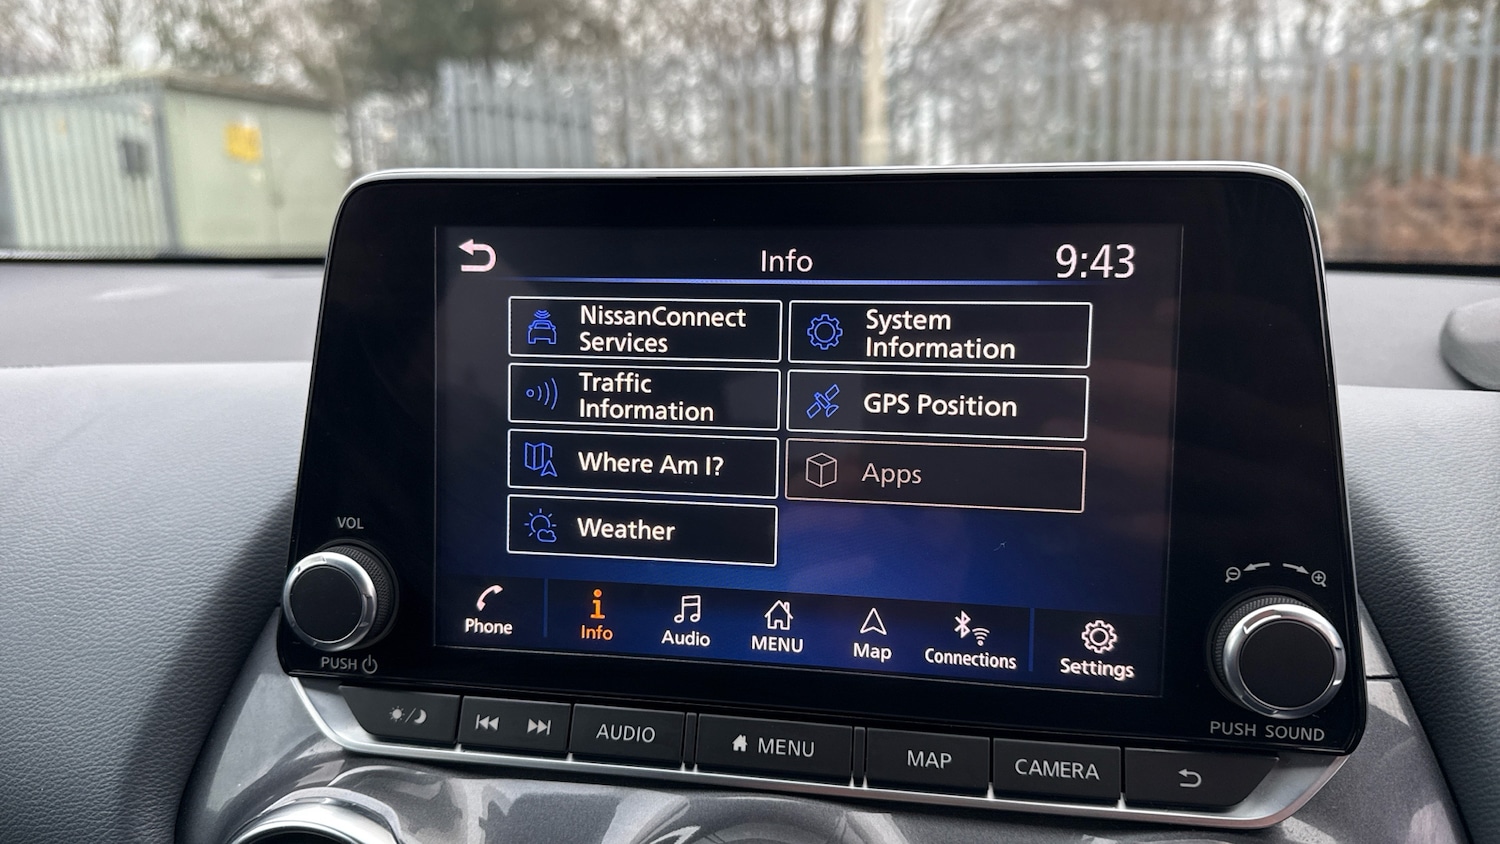 Info
9:43
NissanConnect
Services
System
Information
Traffic
Information
GPS Position
Where Am I?
Apps
Weather
Phone
Info
Audio
MENU
Map
Connections
Settings
VOL
PUSH
PUSH SOUND
AUDIO
MENU
MAP
CAMERA